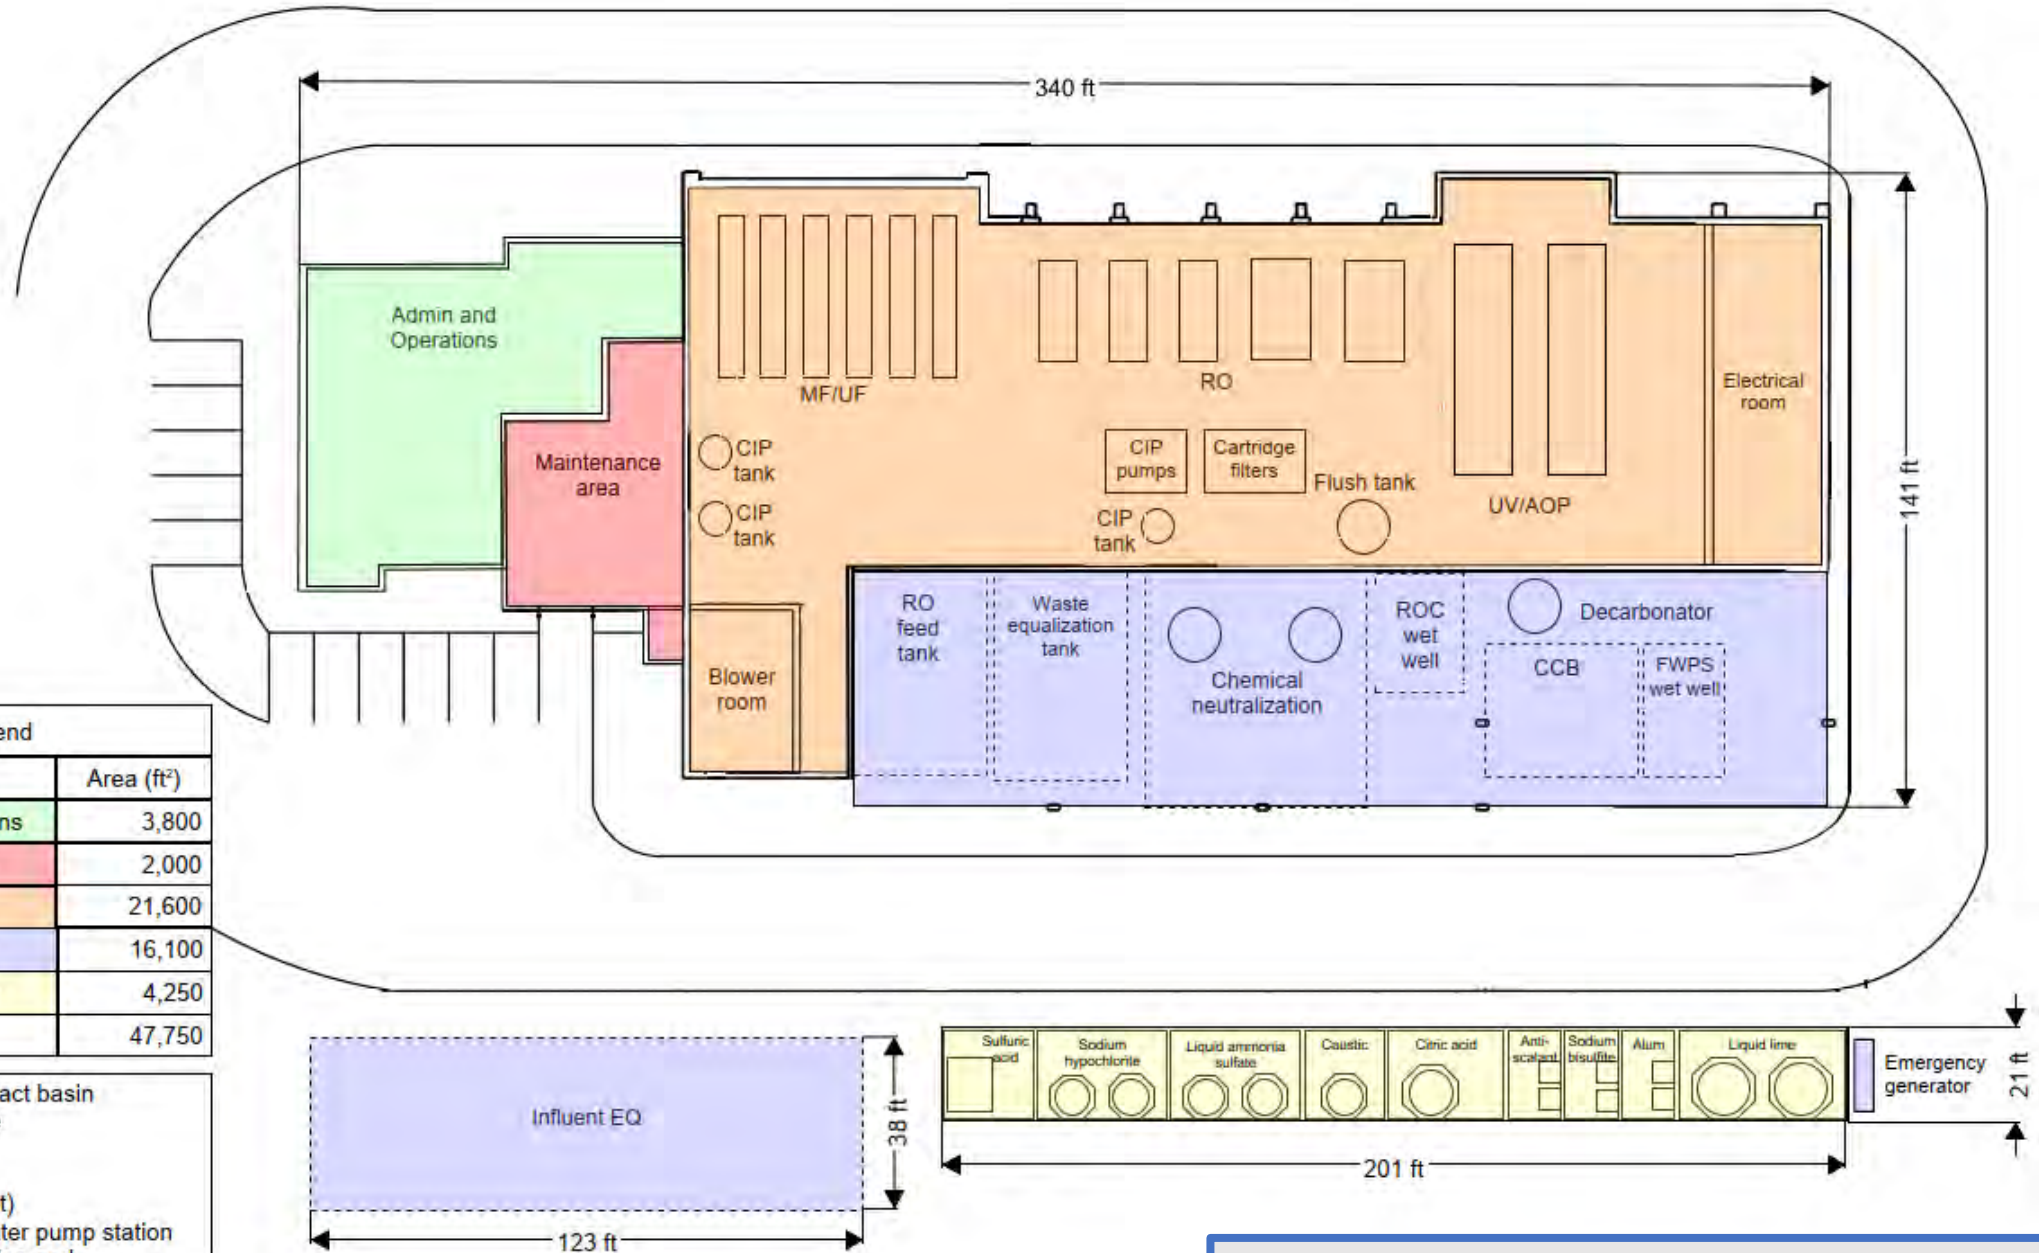 340 ft
141 ft
Admin and
Operations
Maintenance
area
MF/UF
CIP
tank
CIP
tank
Blower
room
RO
CIP
pumps
Cartridge
filters
CIP
tank
Flush tank
UV/AOP
Electrical
room
RO
feed
tank
Waste
equalization
tank
Chemical
neutralization
ROC
wet
well
Decarbonator
CCB
FWPS
wet well
end
Area (ft²)
ns 3,800
2,000
21,600
16,100
4,250
47,750
act basin
t)
ter pump station
Influent EQ
38 ft
123 ft
Sulfuric
acid
Sodium
hypochlorite
Liquid ammonia
sulfate
Caustic
Citric acid
Anti-
scalant
Sodium
bisulfite
Alum
Liquid lime
201 ft
Emergency
generator
21 ft